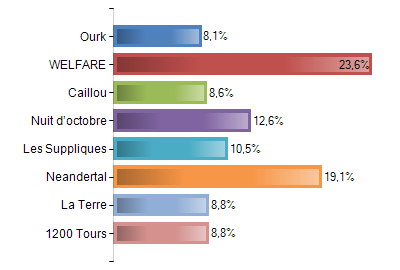 Ourk 8,1%
WELFARE 23,6%
Caillou 8,6%
Nuit d'octobre 12,6%
Les Suppliques 10,5%
Neandertal 19,1%
La Terre 8,8%
1200 Tours 8,8%